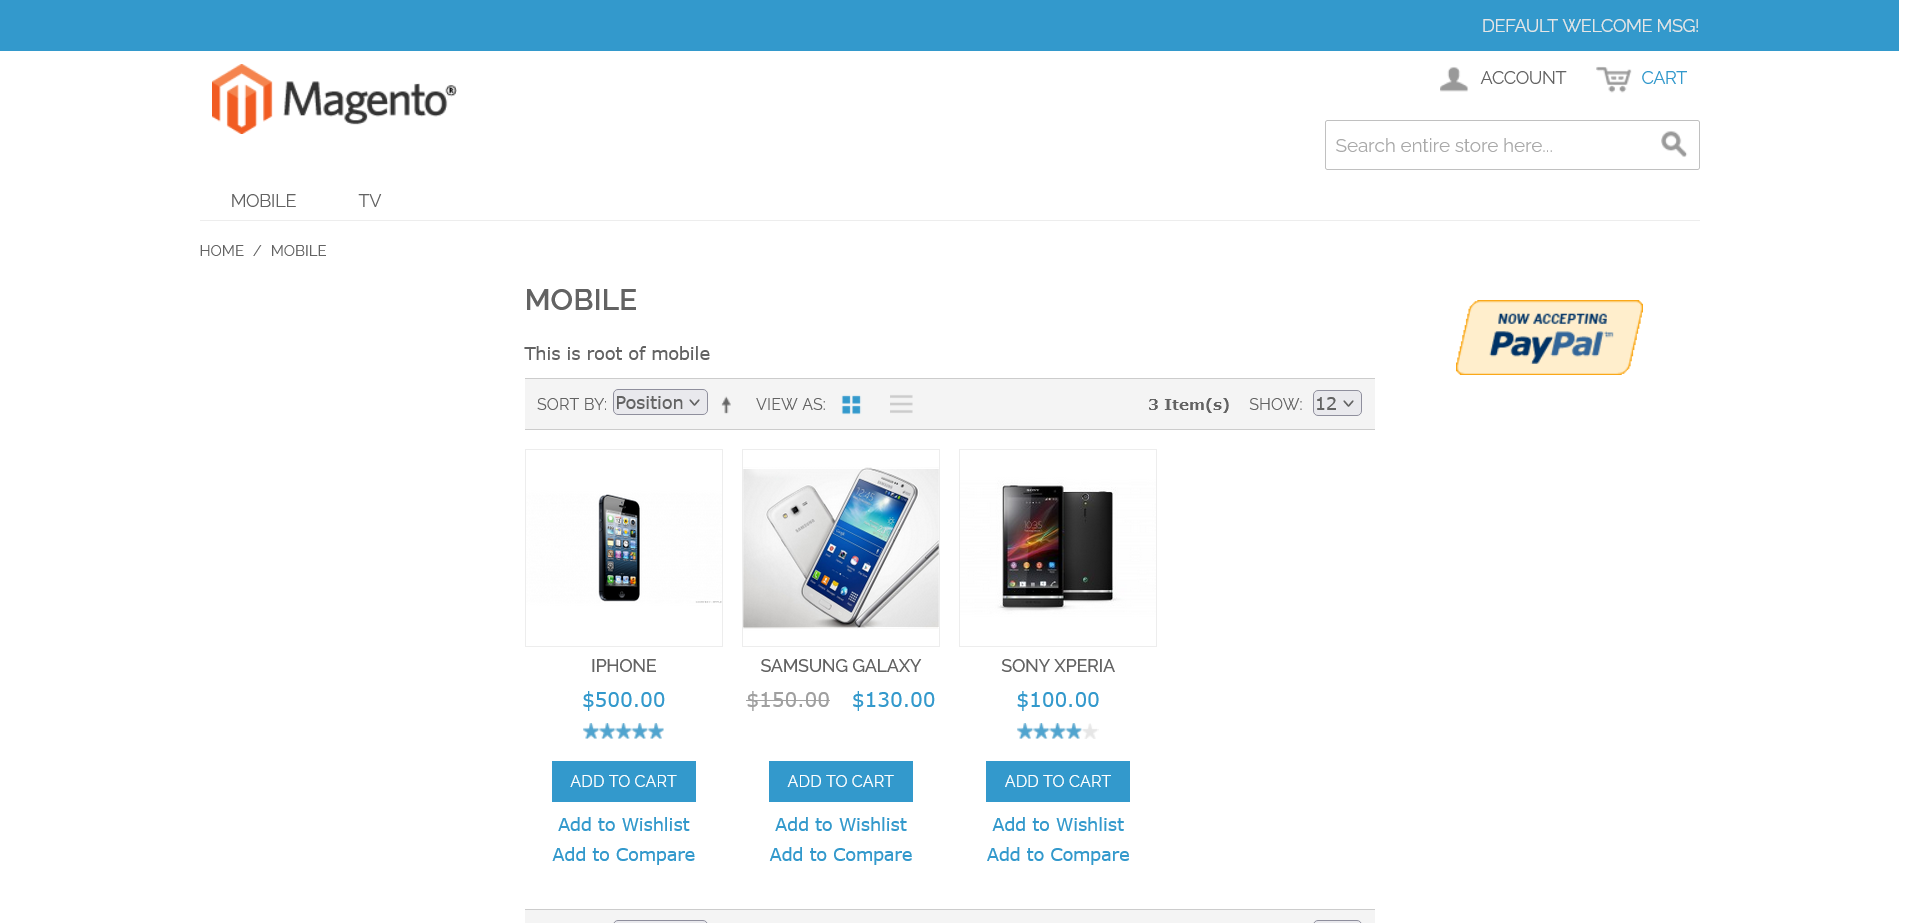 DEFAULT WELCOME MSG!
Magento®
ACCOUNT
CART
Search entire store here...
MOBILE
TV
HOME / MOBILE
MOBILE
This is root of mobile
NOW ACCEPTING
PayPal™
SORT BY: Position VIEW AS: 3 Item(s) SHOW: 12
IPHONE
$500.00
ADD TO CART
Add to Wishlist
Add to Compare
SAMSUNG GALAXY
$150.00 $130.00
ADD TO CART
Add to Wishlist
Add to Compare
SONY XPERIA
$100.00
ADD TO CART
Add to Wishlist
Add to Compare